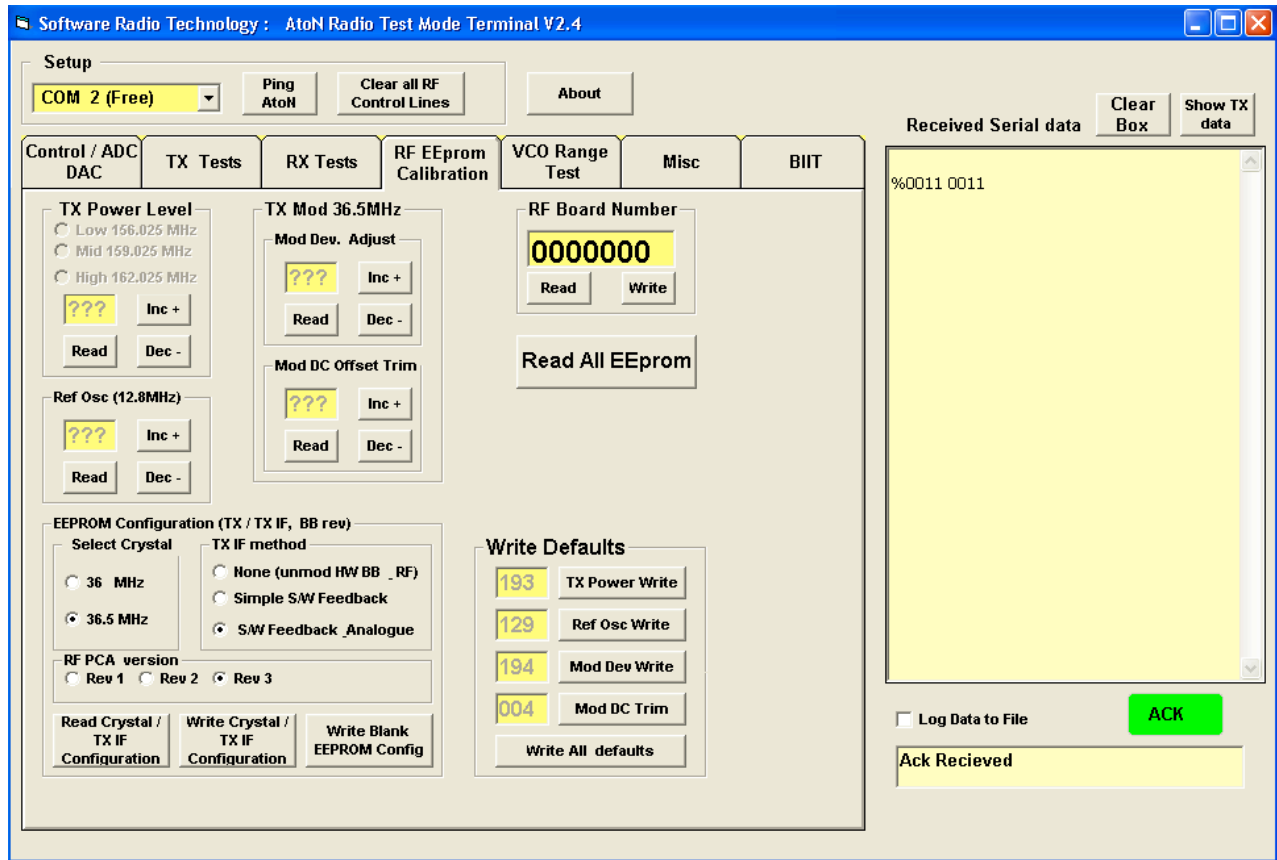 Software Radio Technology :   AtoN Radio Test Mode Terminal V2.4
Setup
COM  2 (Free)
Ping
AtoN
Clear all RF
Control Lines
About
Received Serial data
Clear
Box
Show TX
data
Control / ADC
DAC
TX  Tests
RX Tests
RF EEprom
Calibration
VCO Range
Test
Misc
BIIT
%0011 0011
TX Power Level
Low 156.025 MHz
Mid 159.025 MHz
High 162.025 MHz
???
Inc +
Read
Dec -
TX Mod 36.5MHz
Mod Dev.  Adjust
???
Inc +
Read
Dec -
Mod DC Offset Trim
???
Inc +
Read
Dec -
RF Board Number
0000000
Read
Write
Read All EEprom
Ref Osc (12.8MHz)
???
Inc +
Read
Dec -
EEPROM Configuration (TX / TX IF,  BB rev)
Select Crystal
36   MHz
36.5 MHz
TX IF method
None (unmod HW BB _ RF)
Simple S/W Feedback
S/W Feedback _Analogue
RF PCA  version
Rev 1
Rev 2
Rev 3
Read Crystal /
TX IF
Configuration
Write Crystal /
TX IF
Configuration
Write Blank
EEPROM Config
Write Defaults
193
TX Power Write
129
Ref Osc Write
194
Mod Dev Write
004
Mod DC Trim
Write All  defaults
Log Data to File
ACK
Ack Recieved